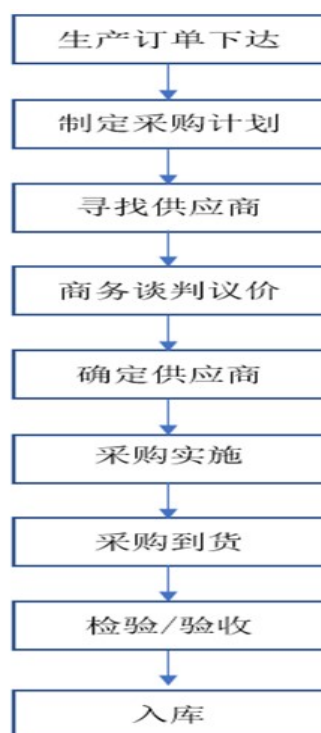 生产订单下达
制定采购计划
寻找供应商
商务谈判议价
确定供应商
采购实施
采购到货
检验/验收
入库